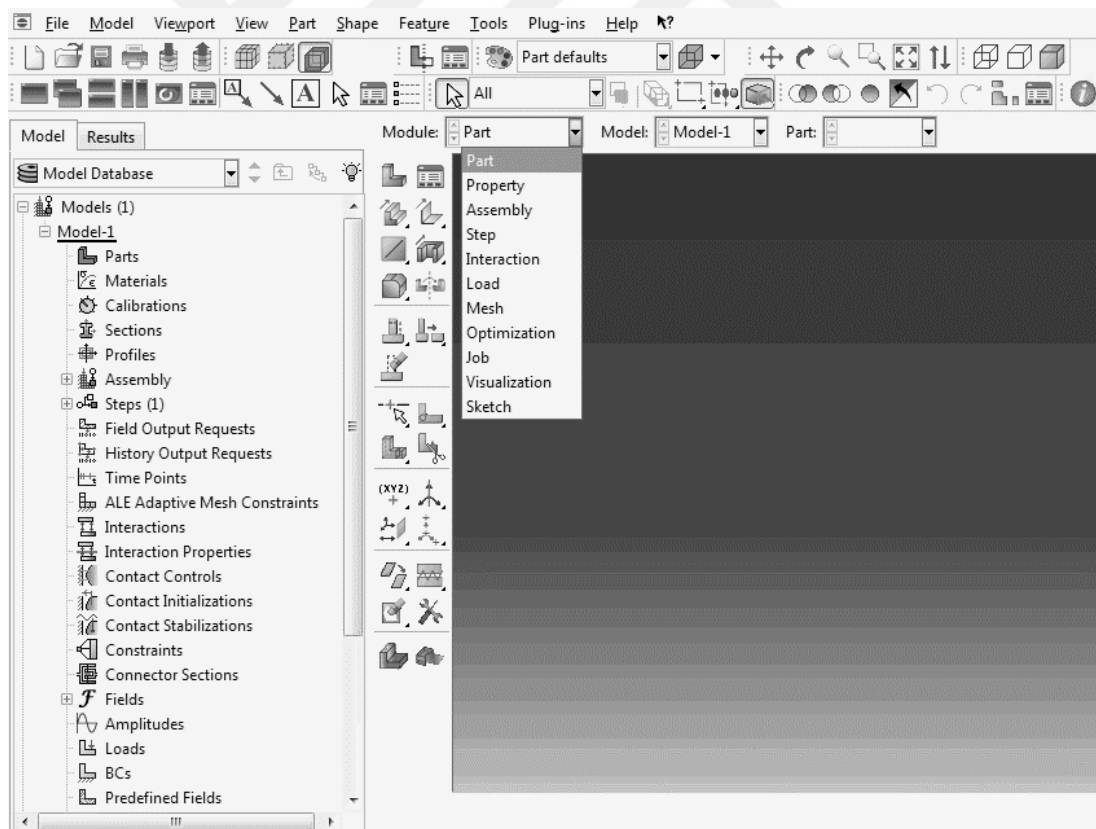 File Model Viewport View Part Shape Feature Tools Plug-ins Help
Part defaults
A A All
Model Results
Module: Part Model: Model-1 Part:
Model Database
Part
Property
Assembly
Step
Interaction
Load
Mesh
Optimization
Job
Visualization
Sketch
Models (1)
Model-1
Parts
Materials
Calibrations
Sections
Profiles
Assembly
Steps (1)
Field Output Requests
History Output Requests
Time Points
ALE Adaptive Mesh Constraints
Interactions
Interaction Properties
Contact Controls
Contact Initializations
Contact Stabilizations
Constraints
Connector Sections
Fields
Amplitudes
Loads
BCs
Predefined Fields
(XYZ)